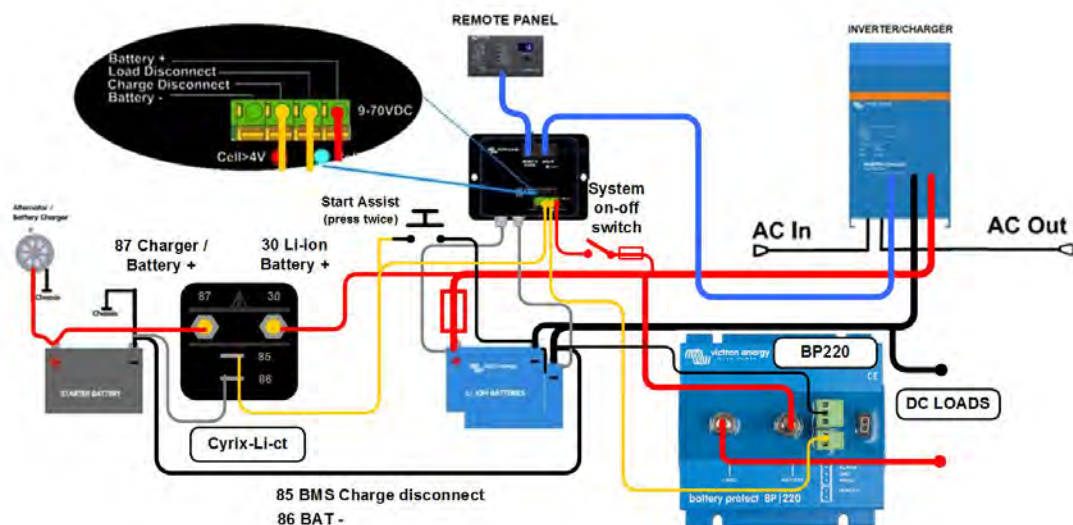 REMOTE PANEL
INVERTER/CHARGER
Battery +
Load Disconnect
Charge Disconnect
Battery -
9-70VDC
Cell>4V
Alternator /
Battery Charger
Start Assist
(press twice)
System
on-off
switch
AC In
AC Out
87 Charger /
Battery +
30 Li-ion
Battery +
Chassis
Chassis
87
30
85
86
STARTER BATTERY
LI-ION BATTERIES
victron energy
BP220
CE
DC LOADS
Cyrix-Li-ct
battery protect BP|220
85 BMS Charge disconnect
86 BAT -